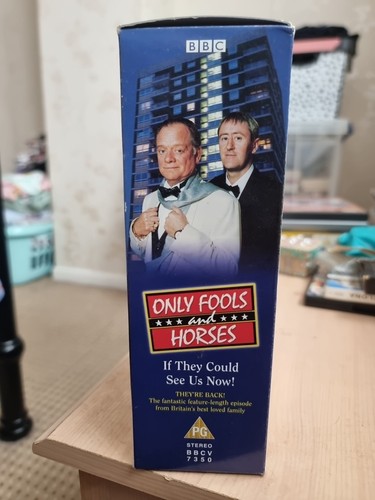 BBC
ONLY FOOLS
and
HORSES
If They Could
See Us Now!
THEY'RE BACK!
The fantastic feature-length episode
from Britain's best loved family
PG
STEREO
BBCV
7350